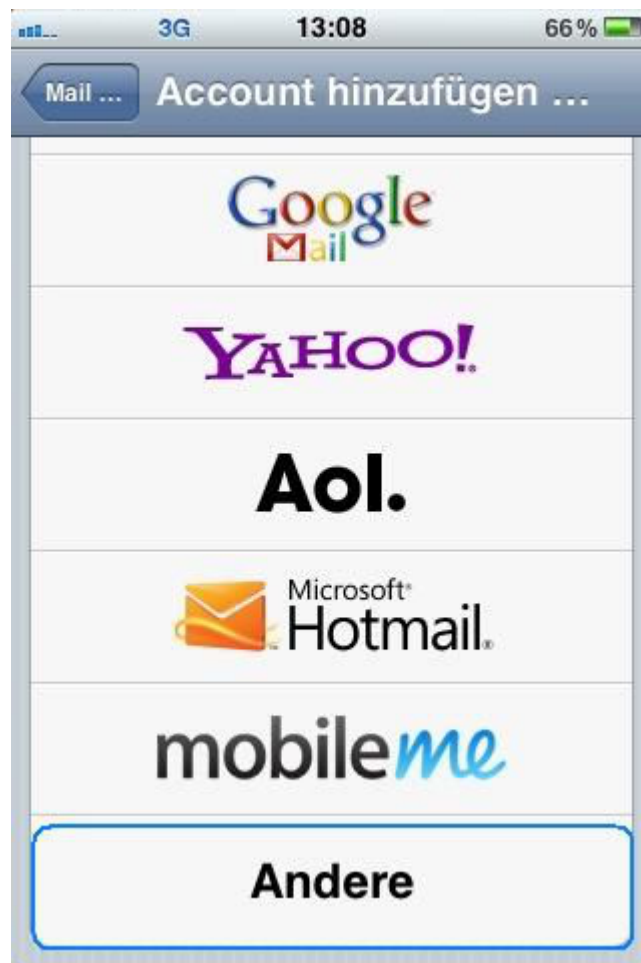 3G 13:08 66 %
Mail ... Account hinzufügen ...
Google
Mail
YAHOO!
Aol.
Microsoft
Hotmail
mobileme
Andere